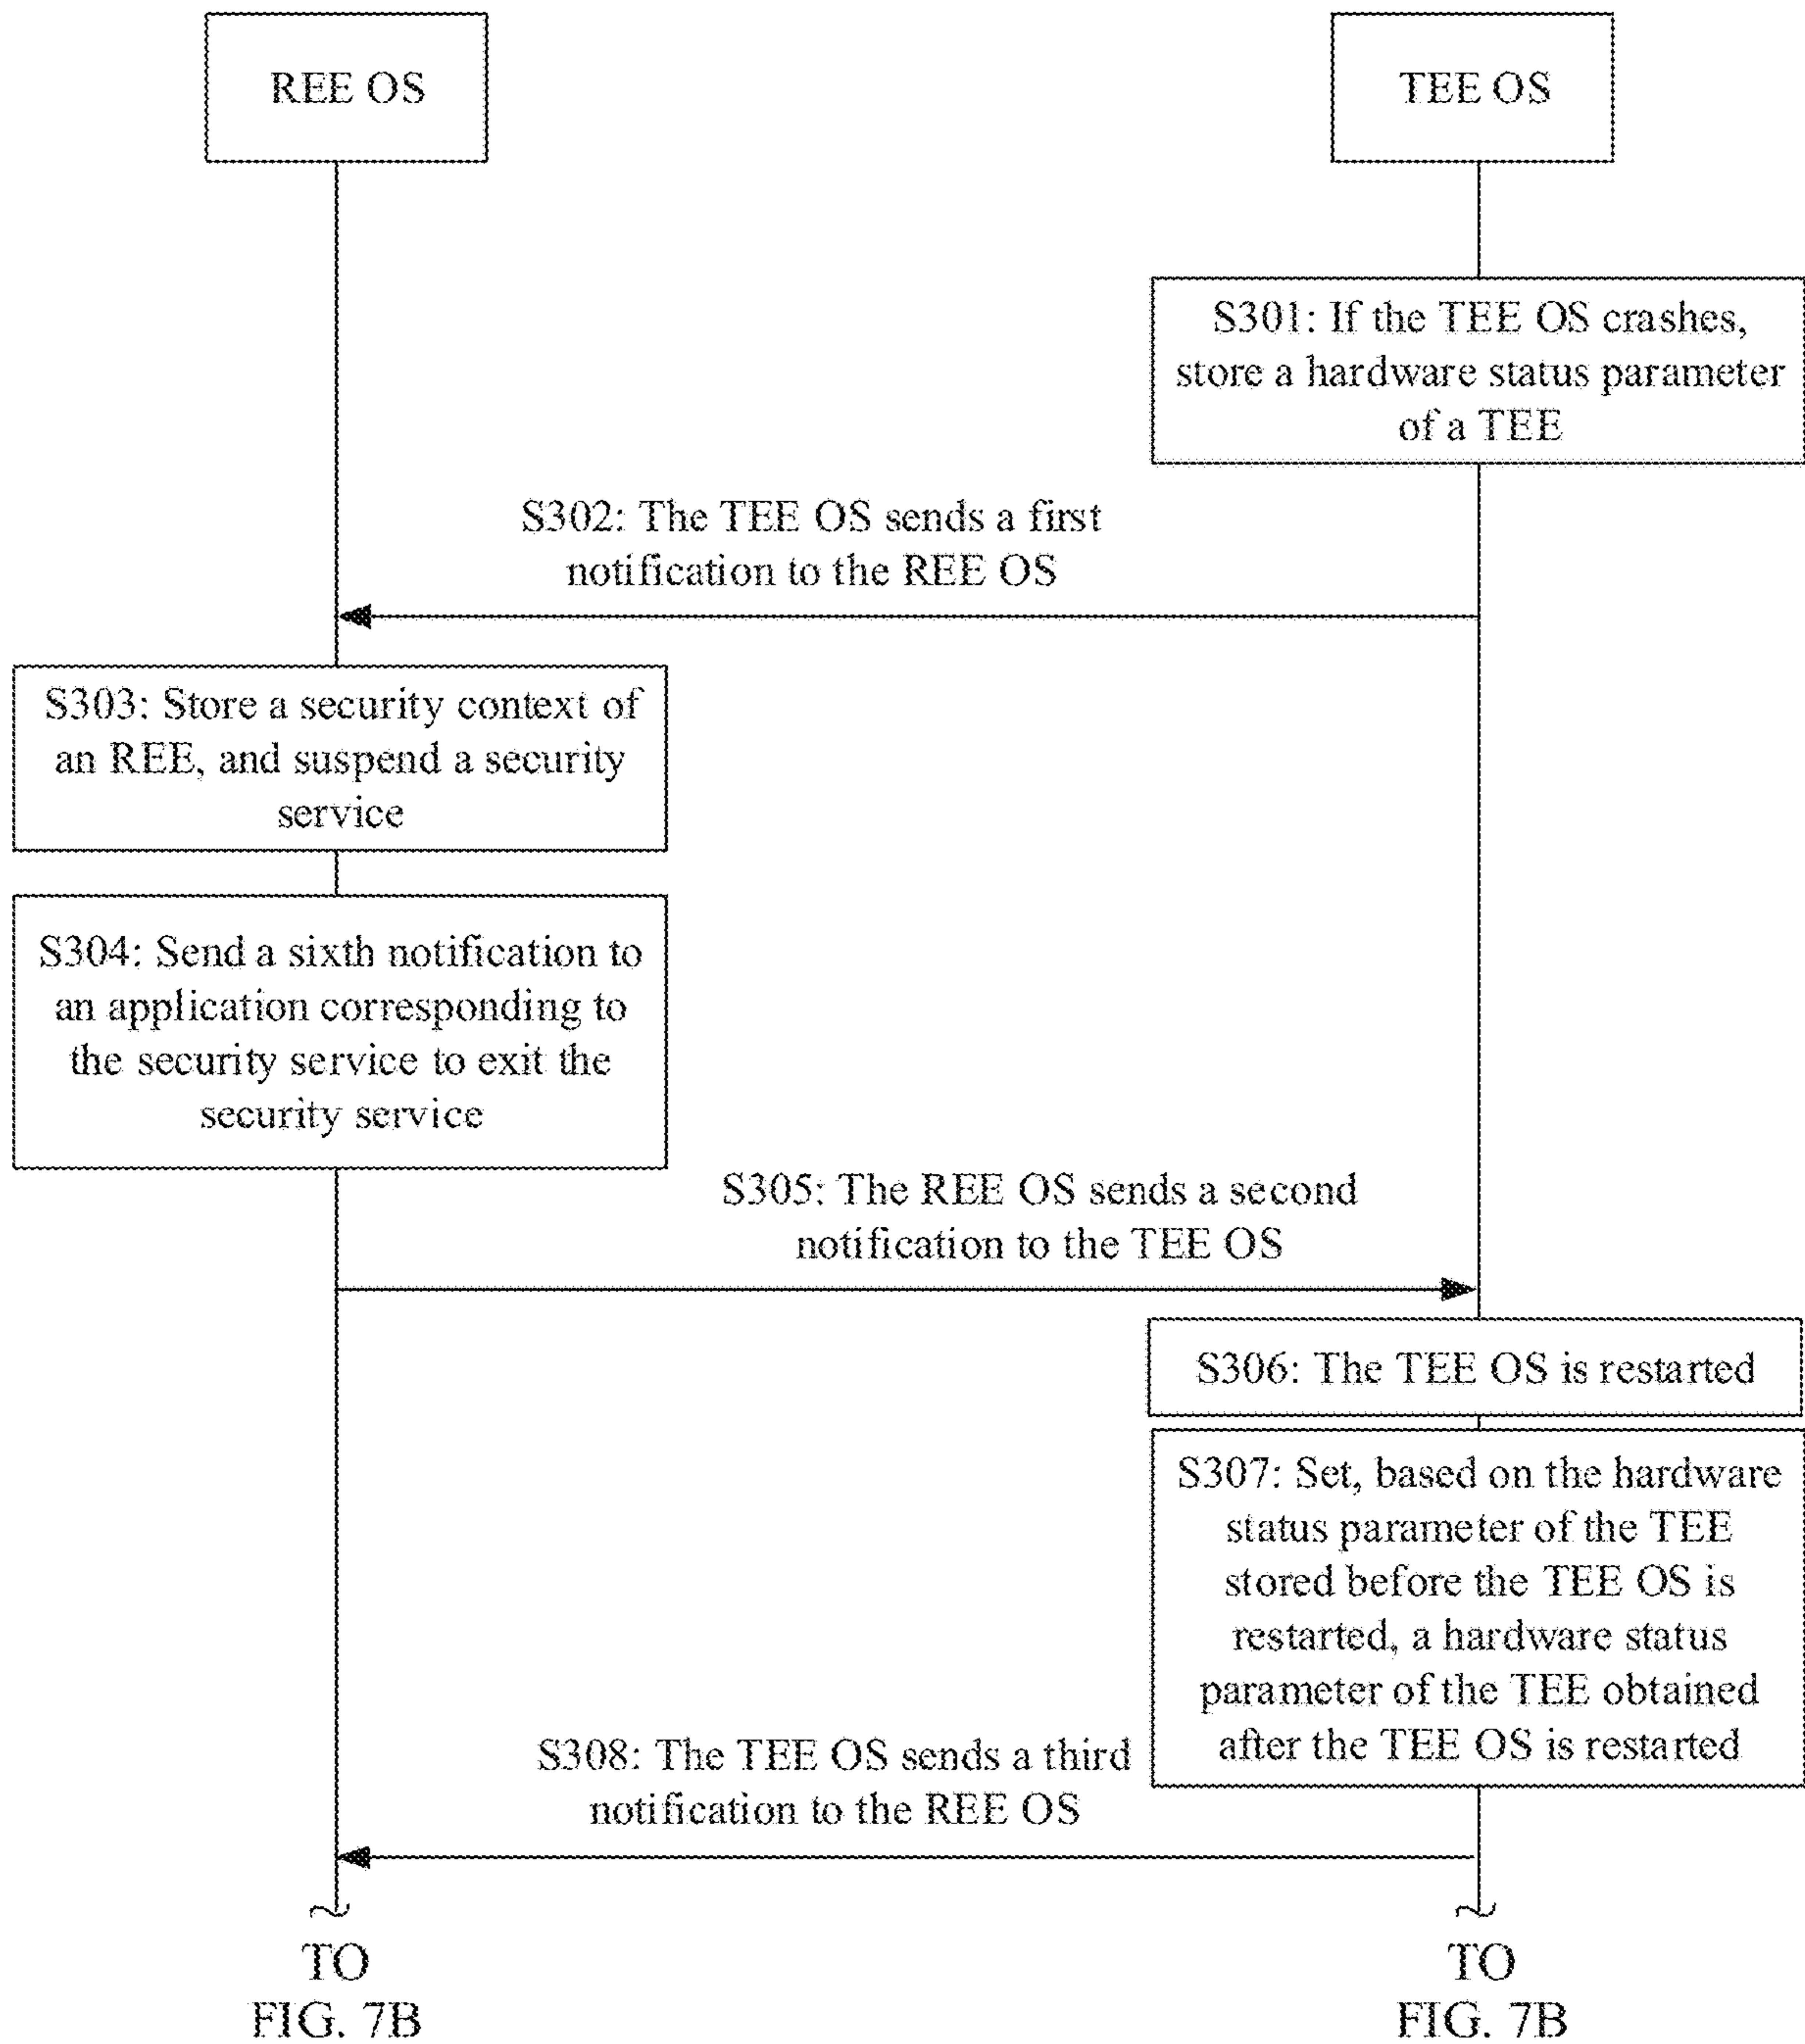 REE OS
TEE OS
S301: If the TEE OS crashes,
store a hardware status parameter
of a TEE
S302: The TEE OS sends a first
notification to the REE OS
S303: Store a security context of
an REE, and suspend a security
service
S304: Send a sixth notification to
an application corresponding to
the security service to exit the
security service
S305: The REE OS sends a second
notification to the TEE OS
S306: The TEE OS is restarted
S307: Set, based on the hardware
status parameter of the TEE
stored before the TEE OS is
restarted, a hardware status
parameter of the TEE obtained
after the TEE OS is restarted
S308: The TEE OS sends a third
notification to the REE OS
TO
FIG. 7B
TO
FIG. 7B